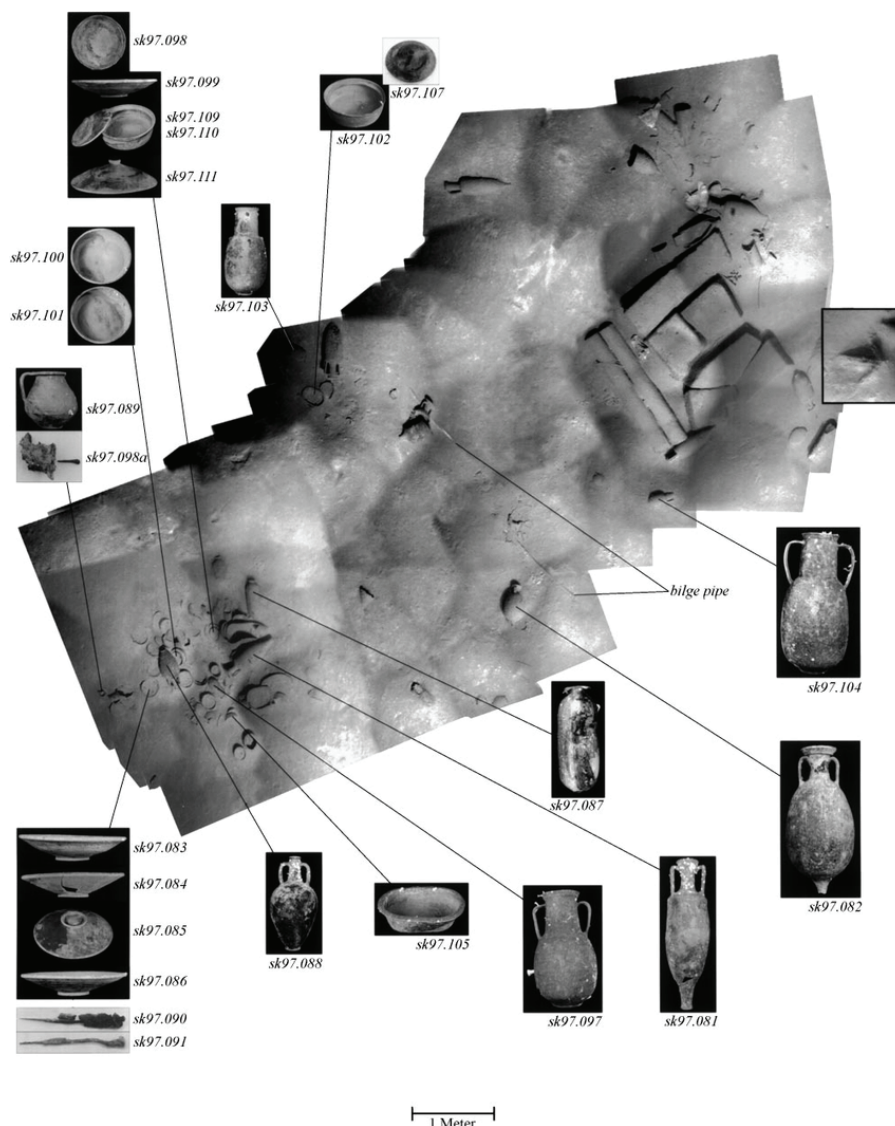 sk97.098
sk97.099
sk97.109
sk97.110
sk97.111
sk97.107
sk97.102
sk97.100
sk97.101
sk97.103
sk97.089
sk97.098a
bilge pipe
sk97.104
sk97.087
sk97.082
sk97.083
sk97.084
sk97.085
sk97.086
sk97.088
sk97.105
sk97.097
sk97.081
sk97.090
sk97.091
1 Meter